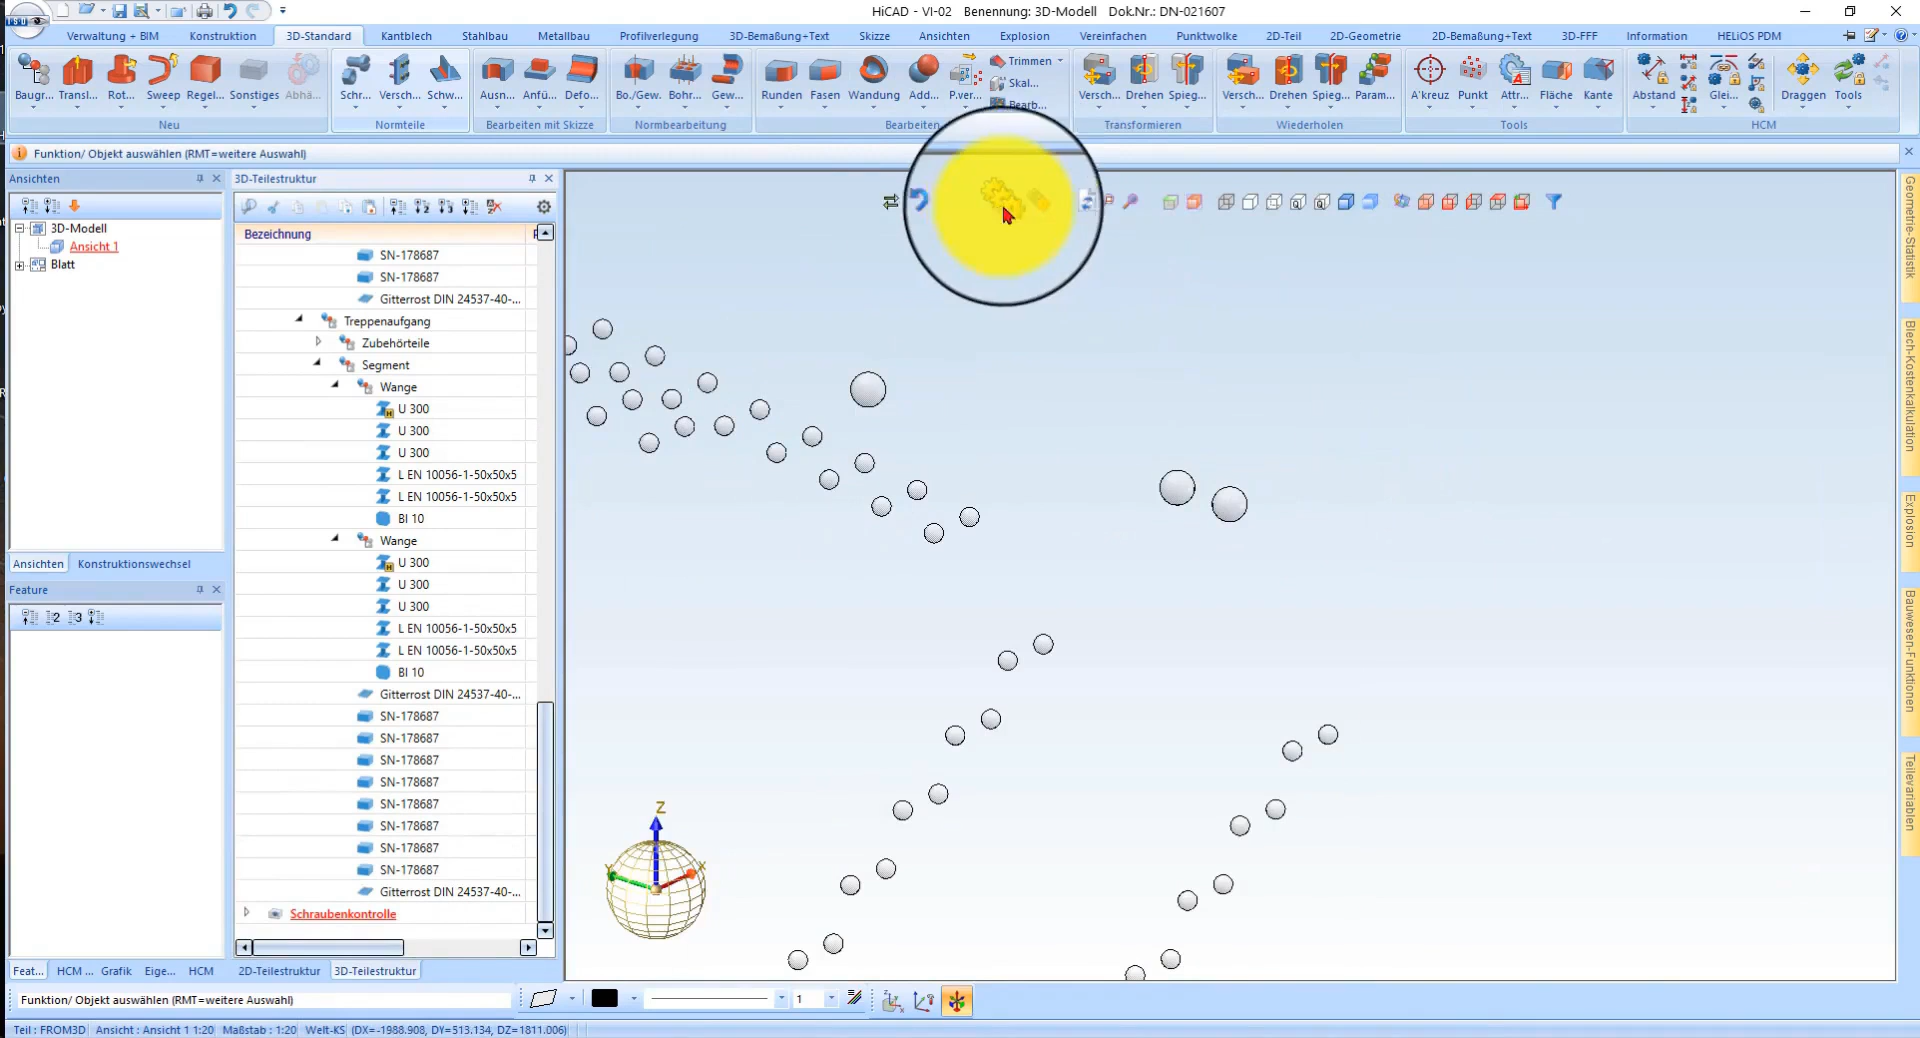 HiCAD - VI-02   Benennung: 3D-Modell   Dok.Nr.: DN-021607
ISD
Verwaltung + BIM   Konstruktion   3D-Standard   Kantblech   Stahlbau   Metallbau   Profilverlegung   3D-Bemaßung+Text   Skizze   Ansichten   Explosion   Vereinfachen   Punktwolke   2D-Teil   2D-Geometrie   2D-Bemaßung+Text   3D-FFF   Information   HELiOS PDM
Trimmen
Skal...
Bearb...
Baugr...   Transl...   Rot...   Sweep   Regel...   Sonstiges   Abhä...   Schr...   Versch...   Schw...   Ausn...   Anfü...   Defo...   Bo./Gew.   Bohr...   Gew...   Runden   Fasen   Wandung   Add...   P.ver...   Versch...   Drehen   Spieg...   Versch...   Drehen   Spieg...   Param...   A'kreuz   Punkt   Attr...   Fläche   Kante   Abstand   Glei...   Draggen   Tools
Neu   Normteile   Bearbeiten mit Skizze   Normbearbeitung   Bearbeiten   Transformieren   Wiederholen   Tools   HCM
Funktion/ Objekt auswählen (RMT=weitere Auswahl)
Ansichten
3D-Modell
Ansicht 1
Blatt
Ansichten   Konstruktionswechsel
Feature
2   3
Feat...   HCM ...   Grafik   Eige...   HCM
3D-Teilestruktur
2   3
Bezeichnung
SN-178687
SN-178687
Gitterrost DIN 24537-40-...
Treppenaufgang
Zubehörteile
Segment
Wange
U 300
U 300
U 300
L EN 10056-1-50x50x5
L EN 10056-1-50x50x5
Bl 10
Wange
U 300
U 300
U 300
L EN 10056-1-50x50x5
L EN 10056-1-50x50x5
Bl 10
Gitterrost DIN 24537-40-...
SN-178687
SN-178687
SN-178687
SN-178687
SN-178687
SN-178687
SN-178687
SN-178687
Gitterrost DIN 24537-40-...
Schraubenkontrolle
2D-Teilestruktur   3D-Teilestruktur
Z
Y   X
Geometrie-Statistik
Blech-Kostenkalkulation
Explosion
Bauwesen-Funktionen
Teilevariablen
Funktion/ Objekt auswählen (RMT=weitere Auswahl)   1
Teil : FROM3D   Ansicht : Ansicht 1 1:20   Maßstab : 1:20   Welt-KS   (DX=-1988.908, DY=513.134, DZ=1811.006)